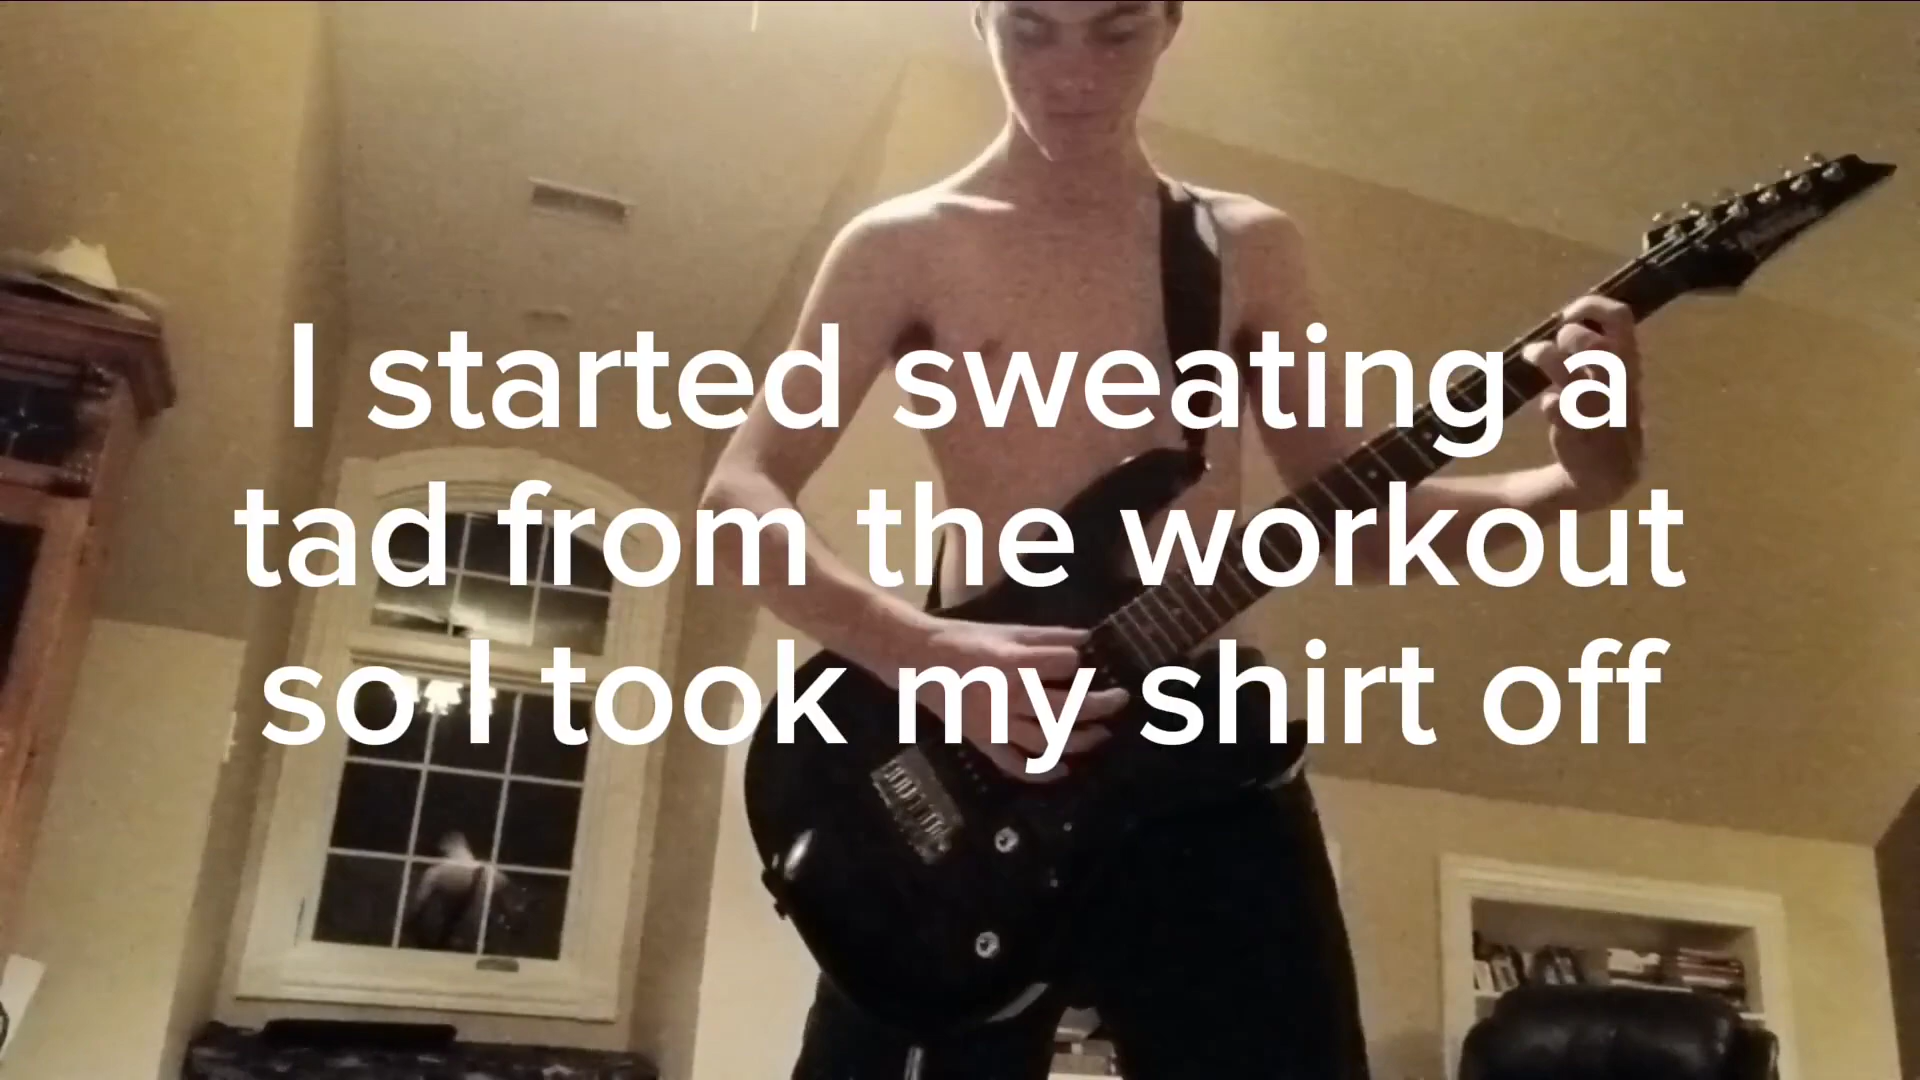 I started sweating a
tad from the workout
so I took my shirt off